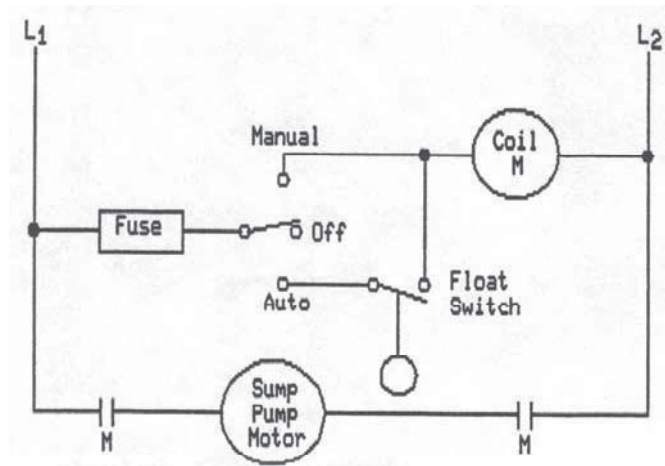 L1
L2
Manual
Coil
M
Fuse
Off
Auto
Float
Switch
Sump
Pump
Motor
M
M